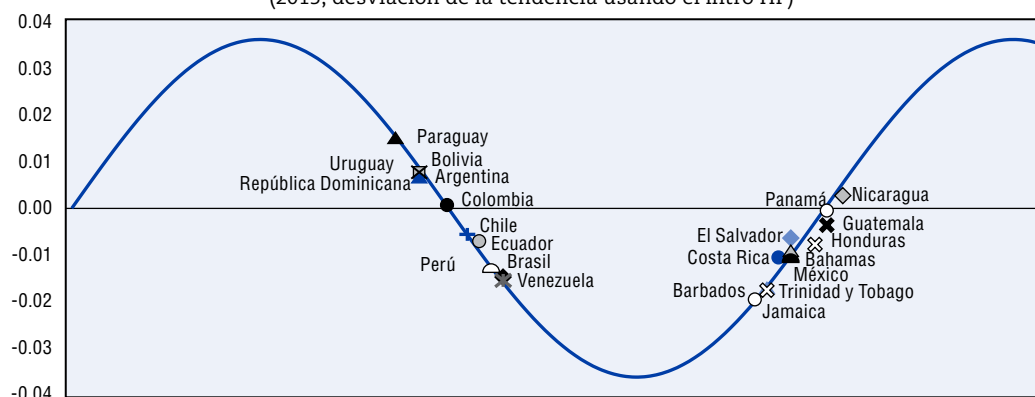 (2015, desviación de la tendencia usando el filtro HP)
0.04
0.03
0.02
0.01
0.00
-0.01
-0.02
-0.03
-0.04
Paraguay
Uruguay
Bolivia
República Dominicana
Argentina
Colombia
Chile
Ecuador
Perú
Brasil
Venezuela
Panamá
Nicaragua
Guatemala
El Salvador
Honduras
Costa Rica
Bahamas
México
Barbados
Trinidad y Tobago
Jamaica